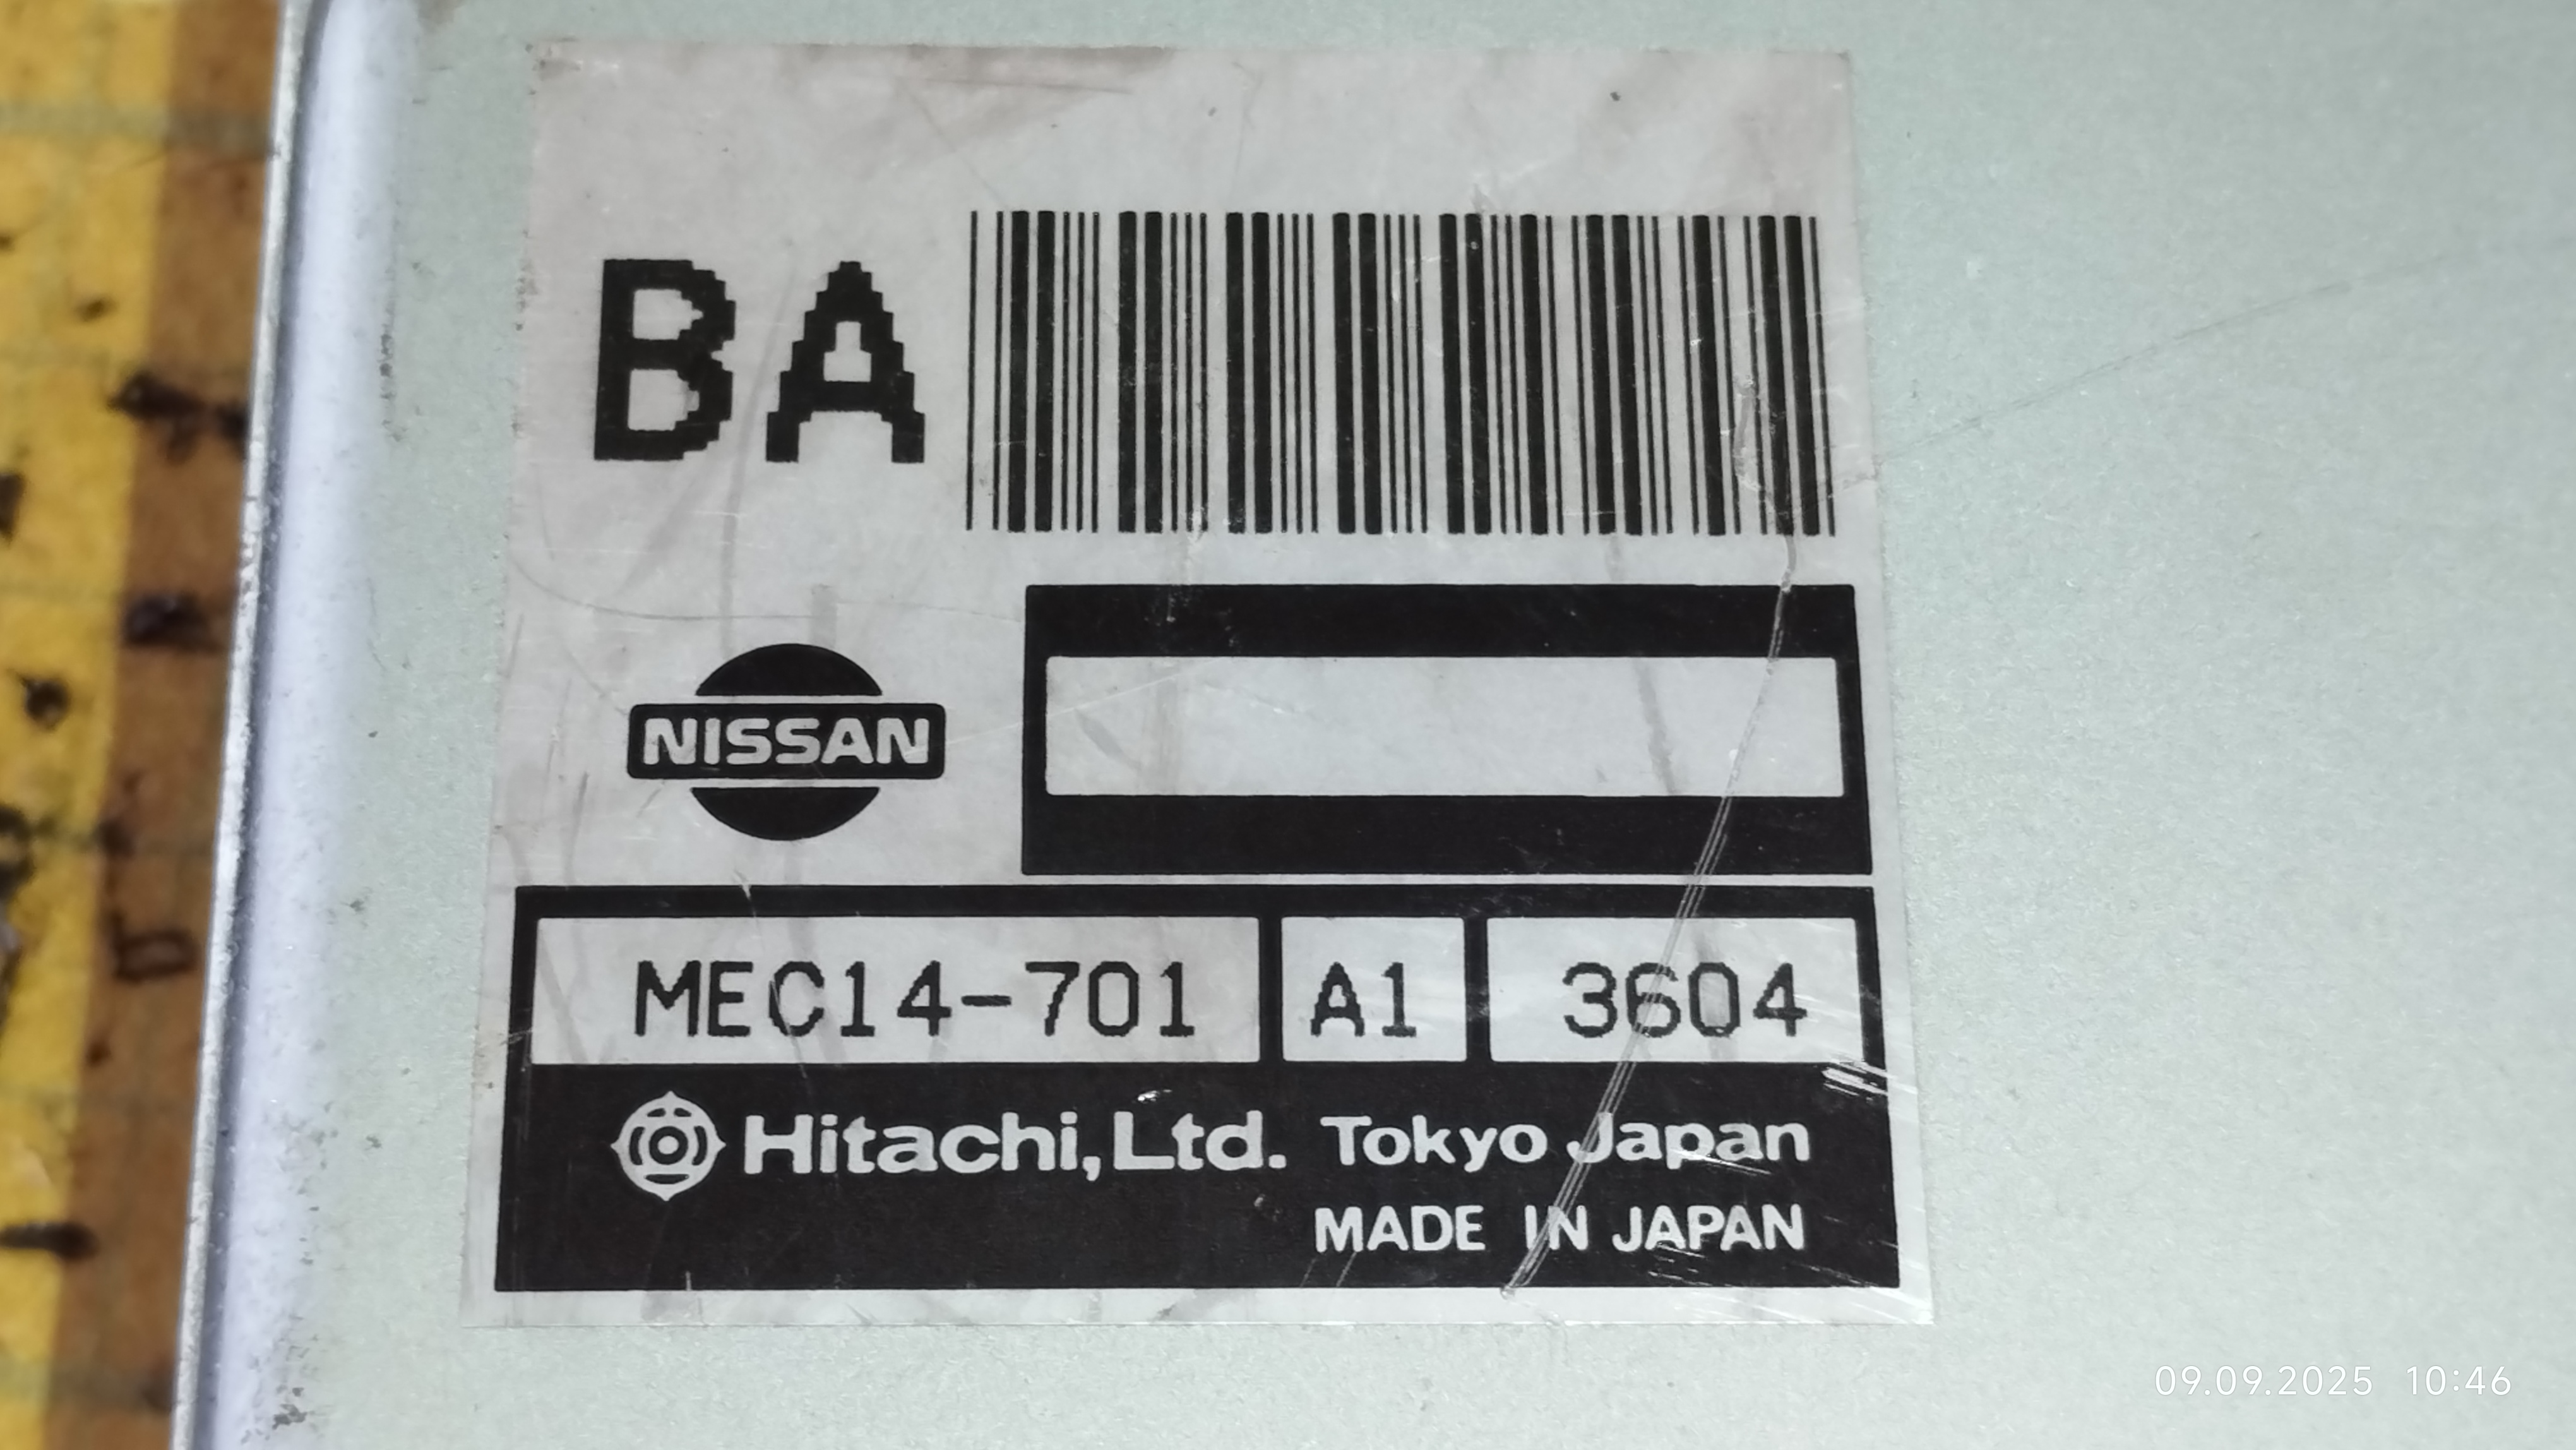 BA
NISSAN
MEC14-701 A1 3604
Hitachi, Ltd. Tokyo Japan
MADE IN JAPAN
09.09.2025 10:46